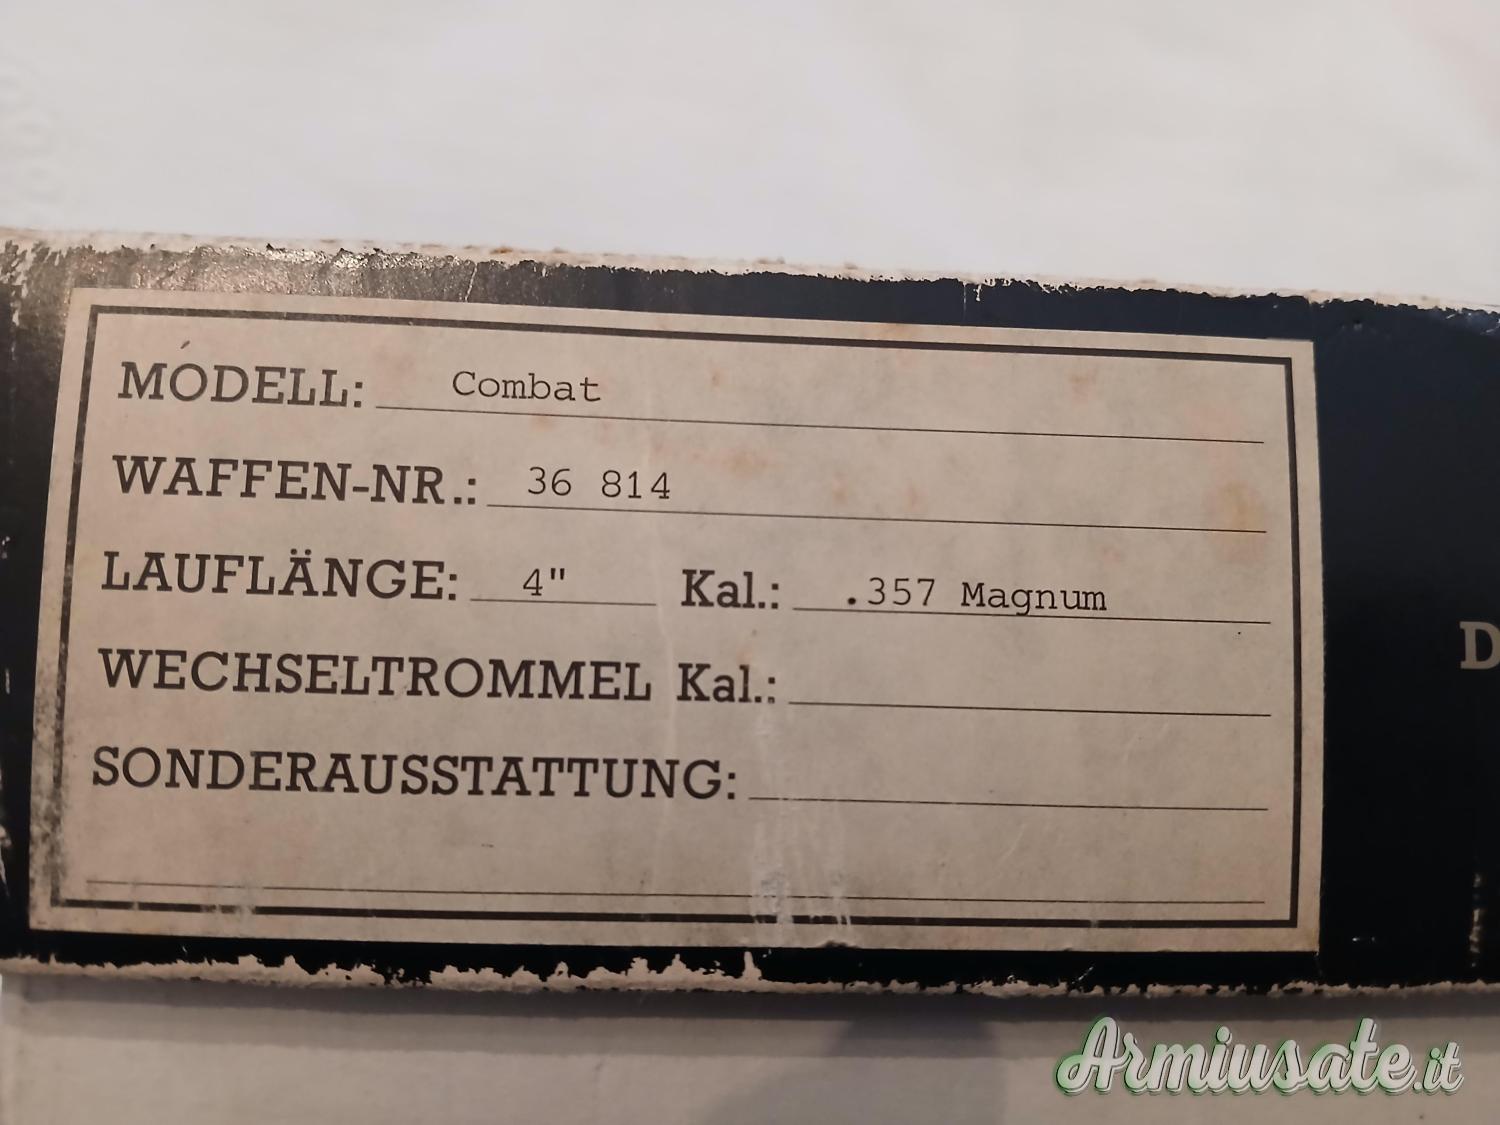 MODELL: Combat
WAFFEN-NR.: 36 814
LAUFLÄNGE: 4" Kal.: .357 Magnum
WECHSELTROMMEL Kal.:
SONDERAUSSTATTUNG:
D
Armiusate.it